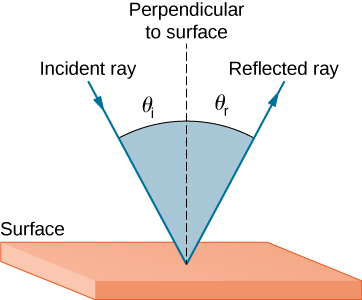 Perpendicular
to surface
Incident ray
Reflected ray
θi
θr
Surface